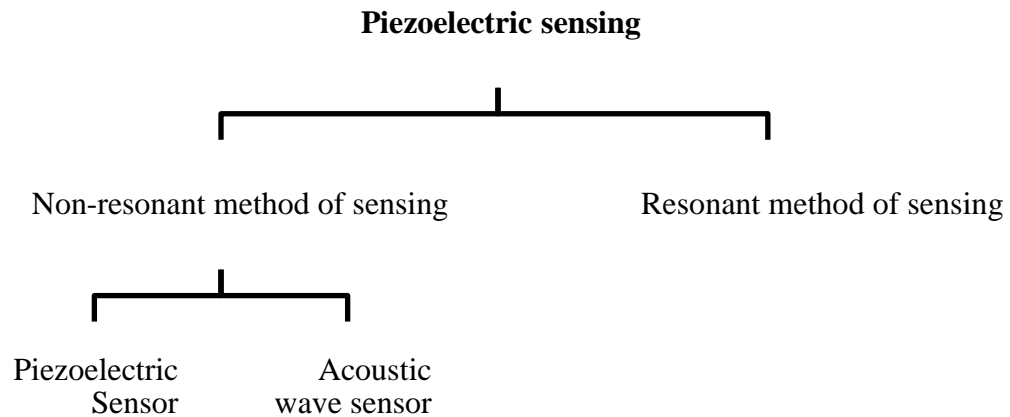 Piezoelectric sensing
Non-resonant method of sensing
Resonant method of sensing
Piezoelectric
Sensor
Acoustic
wave sensor